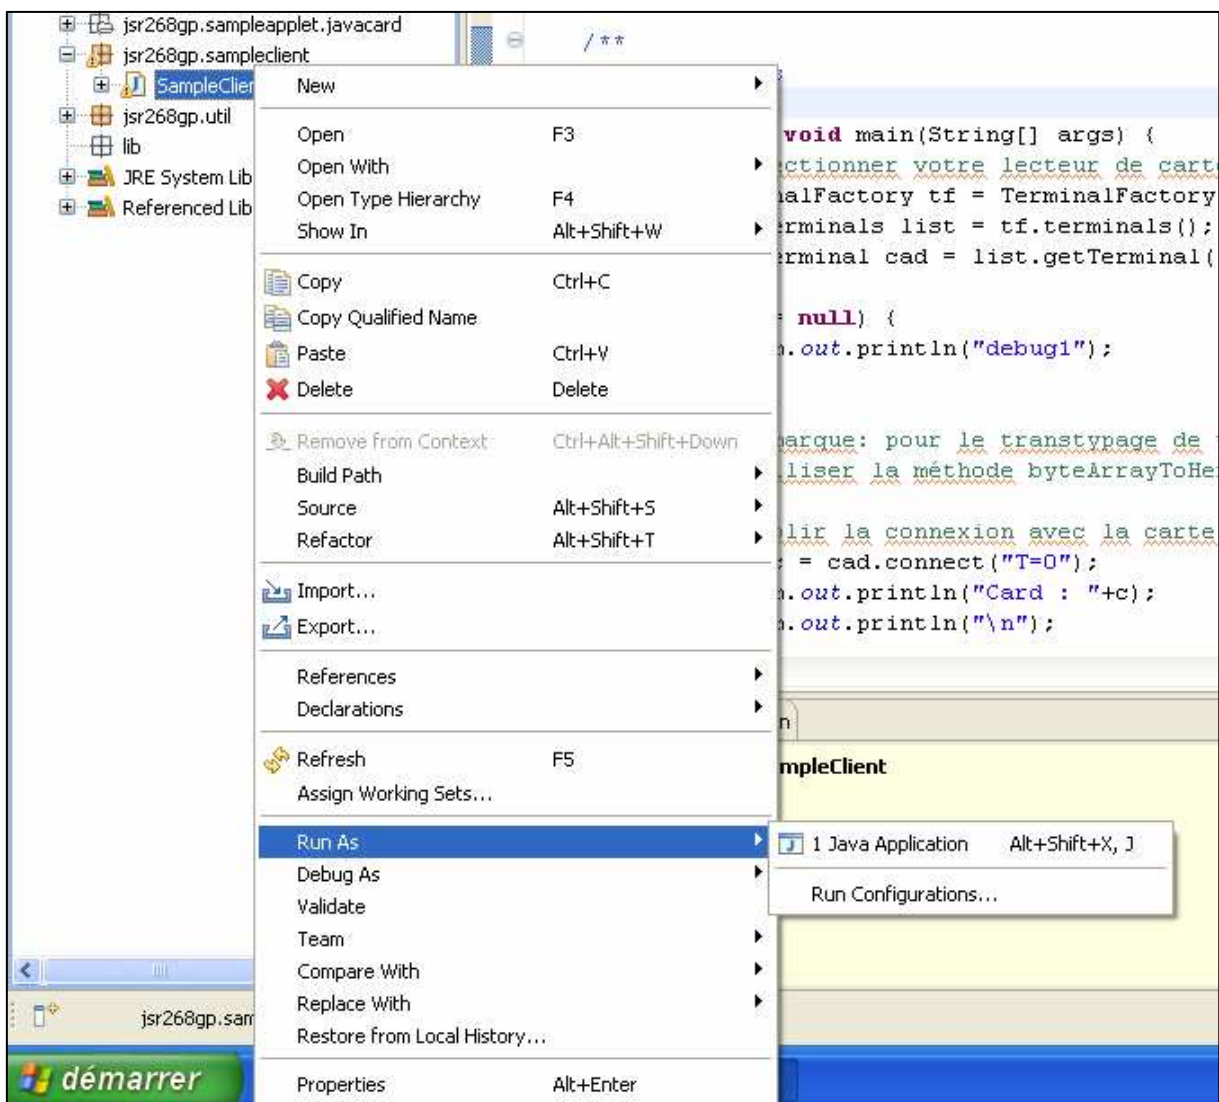 jsr268gp.sampleapplet.javacard
jsr268gp.sampleclient
SampleClien
jsr268gp.util
lib
JRE System Lib
Referenced Lib
New
Open F3
Open With
Open Type Hierarchy F4
Show In Alt+Shift+W
Copy Ctrl+C
Copy Qualified Name
Paste Ctrl+V
Delete Delete
Remove from Context Ctrl+Alt+Shift+Down
Build Path
Source Alt+Shift+S
Refactor Alt+Shift+T
Import...
Export...
References
Declarations
Refresh F5
Assign Working Sets...
Run As
Debug As
Validate
Team
Compare With
Replace With
Restore from Local History...
Properties Alt+Enter
1 Java Application Alt+Shift+X, J
Run Configurations...
/**
void main(String[] args) {
ectionner votre lecteur de carte
nalFactory tf = TerminalFactory
erminals list = tf.terminals();
erminal cad = list.getTerminal(
null) {
.out.println("debug1");
arque: pour le transtypage de
liser la méthode byteArrayToHe
lir la connexion avec la carte
= cad.connect("T=0");
.out.println("Card : "+c);
.out.println("\n");
n
mpleClient
jsr268gp.sam
démarrer